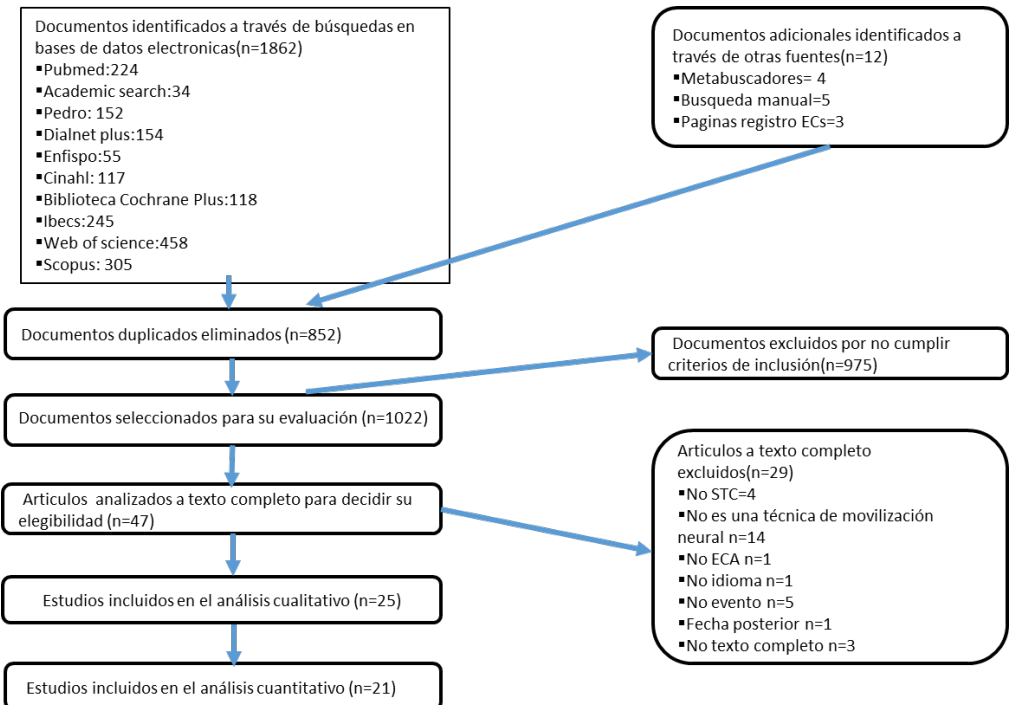 Documentos identificados a través de búsquedas en
bases de datos electronicas(n=1862)
▪Pubmed:224
▪Academic search:34
▪Pedro: 152
▪Dialnet plus:154
▪Enfispo:55
▪Cinahl: 117
▪Biblioteca Cochrane Plus:118
▪Ibecs:245
▪Web of science:458
▪Scopus: 305
Documentos adicionales identificados a
través de otras fuentes(n=12)
▪Metabuscadores= 4
▪Busqueda manual=5
▪Paginas registro ECs=3
Documentos duplicados eliminados (n=852)
Documentos excluidos por no cumplir
criterios de inclusión(n=975)
Documentos seleccionados para su evaluación (n=1022)
Articulos a texto completo
excluidos(n=29)
▪No STC=4
▪No es una técnica de movilización
neural n=14
▪No ECA n=1
▪No idioma n=1
▪No evento n=5
▪Fecha posterior n=1
▪No texto completo n=3
Articulos analizados a texto completo para decidir su
elegibilidad (n=47)
Estudios incluidos en el análisis cualitativo (n=25)
Estudios incluidos en el análisis cuantitativo (n=21)